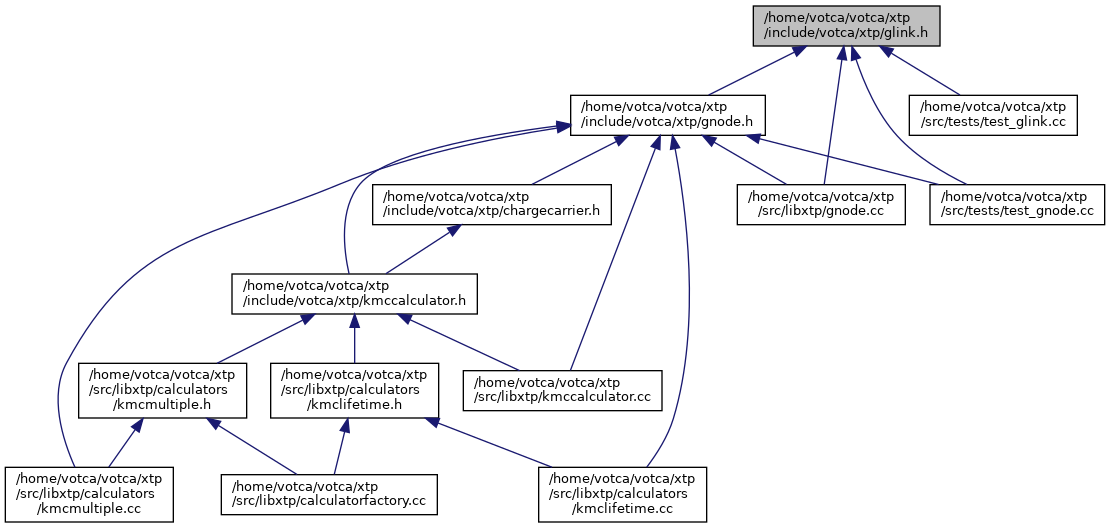 /home/votca/votca/xtp
/include/votca/xtp/glink.h
/home/votca/votca/xtp
/include/votca/xtp/gnode.h
/home/votca/votca/xtp
/src/tests/test_glink.cc
/home/votca/votca/xtp
/include/votca/xtp/chargecarrier.h
/home/votca/votca/xtp
/src/libxtp/gnode.cc
/home/votca/votca/xtp
/src/tests/test_gnode.cc
/home/votca/votca/xtp
/include/votca/xtp/kmccalculator.h
/home/votca/votca/xtp
/src/libxtp/calculators
/kmcmultiple.h
/home/votca/votca/xtp
/src/libxtp/calculators
/kmclifetime.h
/home/votca/votca/xtp
/src/libxtp/kmccalculator.cc
/home/votca/votca/xtp
/src/libxtp/calculators
/kmcmultiple.cc
/home/votca/votca/xtp
/src/libxtp/calculatorfactory.cc
/home/votca/votca/xtp
/src/libxtp/calculators
/kmclifetime.cc